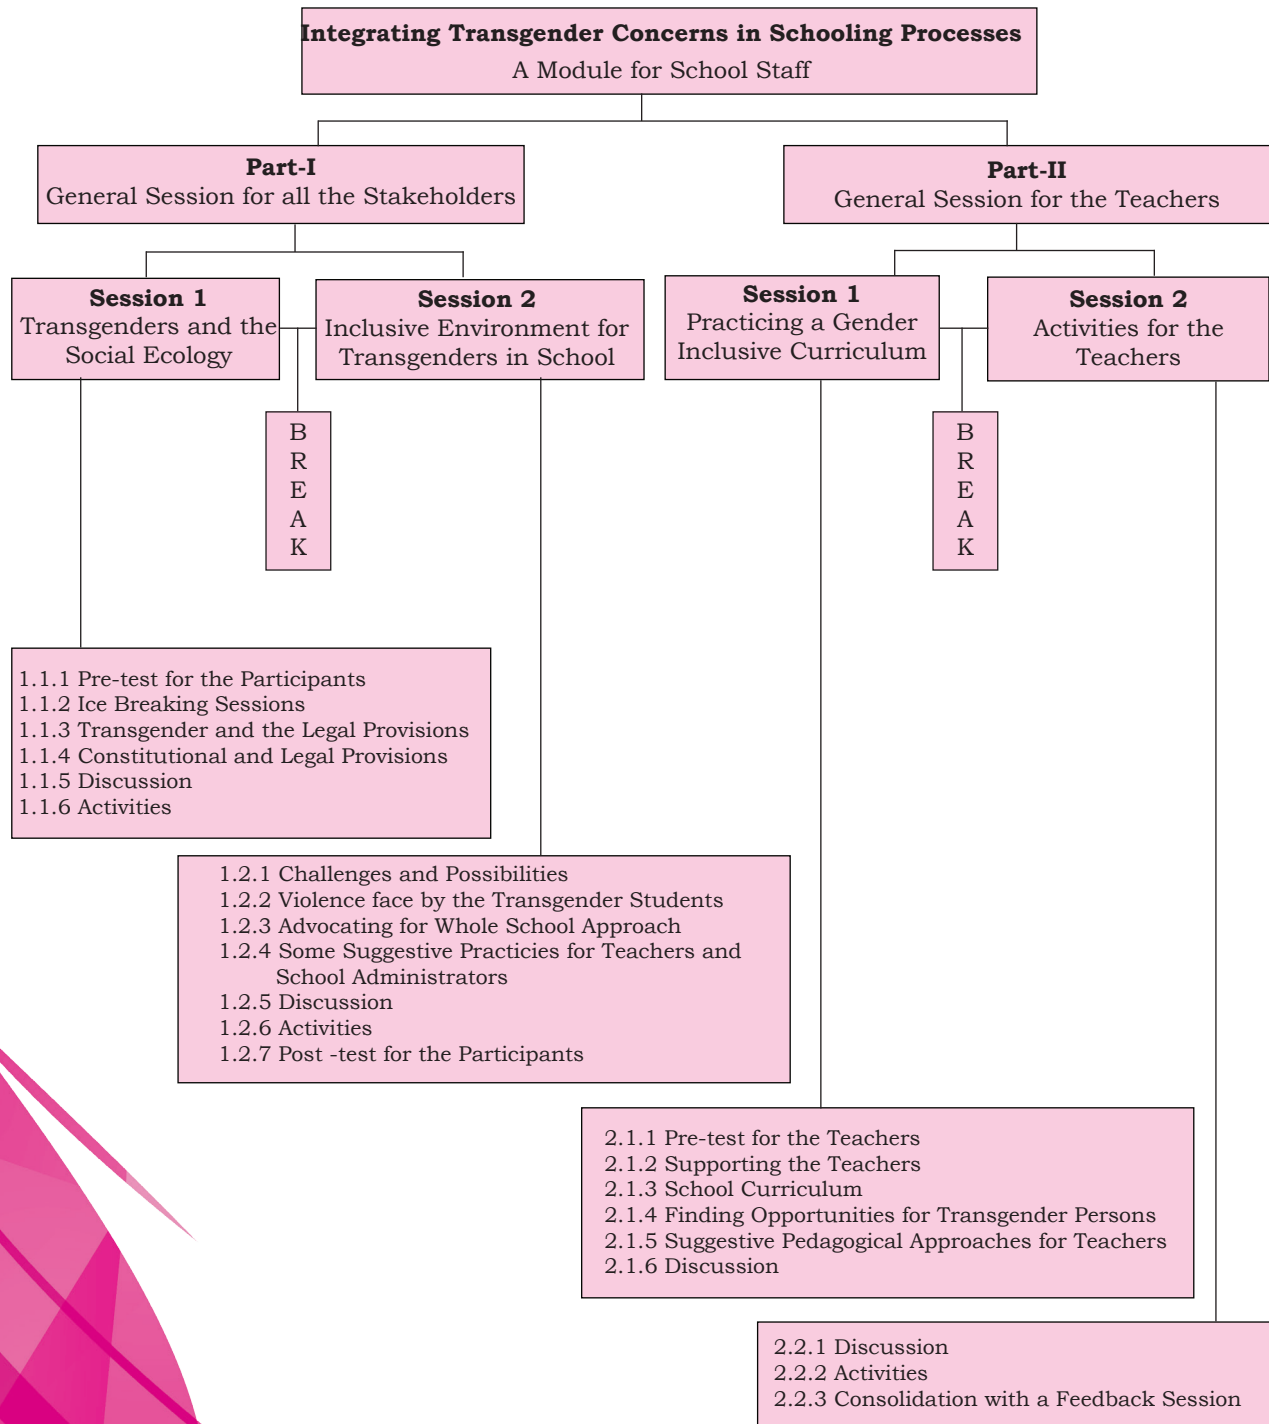 Integrating Transgender Concerns in Schooling Processes
A Module for School Staff
Part-I
General Session for all the Stakeholders
Part-II
General Session for the Teachers
Session 1
Transgenders and the
Social Ecology
Session 2
Inclusive Environment for
Transgenders in School
Session 1
Practicing a Gender
Inclusive Curriculum
Session 2
Activities for the
Teachers
B
R
E
A
K
B
R
E
A
K
1.1.1 Pre-test for the Participants
1.1.2 Ice Breaking Sessions
1.1.3 Transgender and the Legal Provisions
1.1.4 Constitutional and Legal Provisions
1.1.5 Discussion
1.1.6 Activities
1.2.1 Challenges and Possibilities
1.2.2 Violence face by the Transgender Students
1.2.3 Advocating for Whole School Approach
1.2.4 Some Suggestive Practicies for Teachers and
School Administrators
1.2.5 Discussion
1.2.6 Activities
1.2.7 Post -test for the Participants
2.1.1 Pre-test for the Teachers
2.1.2 Supporting the Teachers
2.1.3 School Curriculum
2.1.4 Finding Opportunities for Transgender Persons
2.1.5 Suggestive Pedagogical Approaches for Teachers
2.1.6 Discussion
2.2.1 Discussion
2.2.2 Activities
2.2.3 Consolidation with a Feedback Session